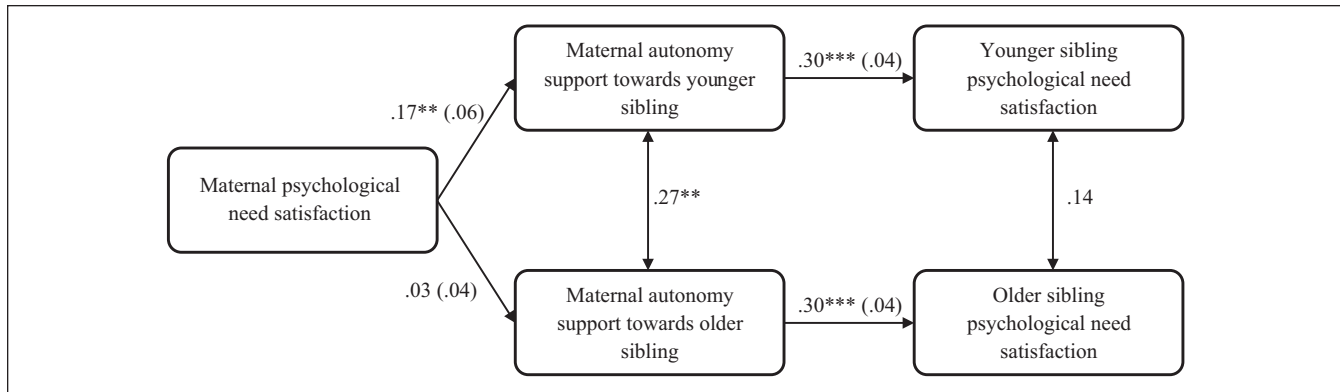 Maternal autonomy
support towards younger
sibling
.30*** (.04)
Younger sibling
psychological need
satisfaction
.17** (.06)
Maternal psychological
need satisfaction
.27**
.14
.03 (.04)
Maternal autonomy
support towards older
sibling
.30*** (.04)
Older sibling
psychological need
satisfaction